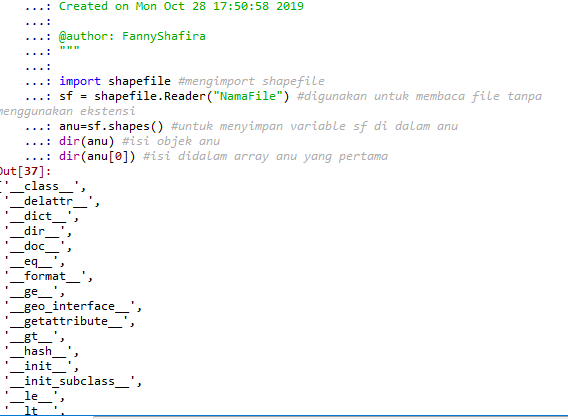 ...: Created on Mon Oct 28 17:50:58 2019
...:
...: @author: FannyShafira
...: """
...:
...: import shapefile #mengimport shapefile
...: sf = shapefile.Reader("NamaFile") #digunakan untuk membaca file tanpa
menggunakan ekstensi
...: anu=sf.shapes() #untuk menyimpan variable sf di dalam anu
...: dir(anu) #isi objek anu
...: dir(anu[0]) #isi didalam array anu yang pertama
Out[37]:
['__class__',
'__delattr__',
'__dict__',
'__dir__',
'__doc__',
'__eq__',
'__format__',
'__ge__',
'__geo_interface__',
'__getattribute__',
'__gt__',
'__hash__',
'__init__',
'__init_subclass__',
'__le__',
'__lt__',